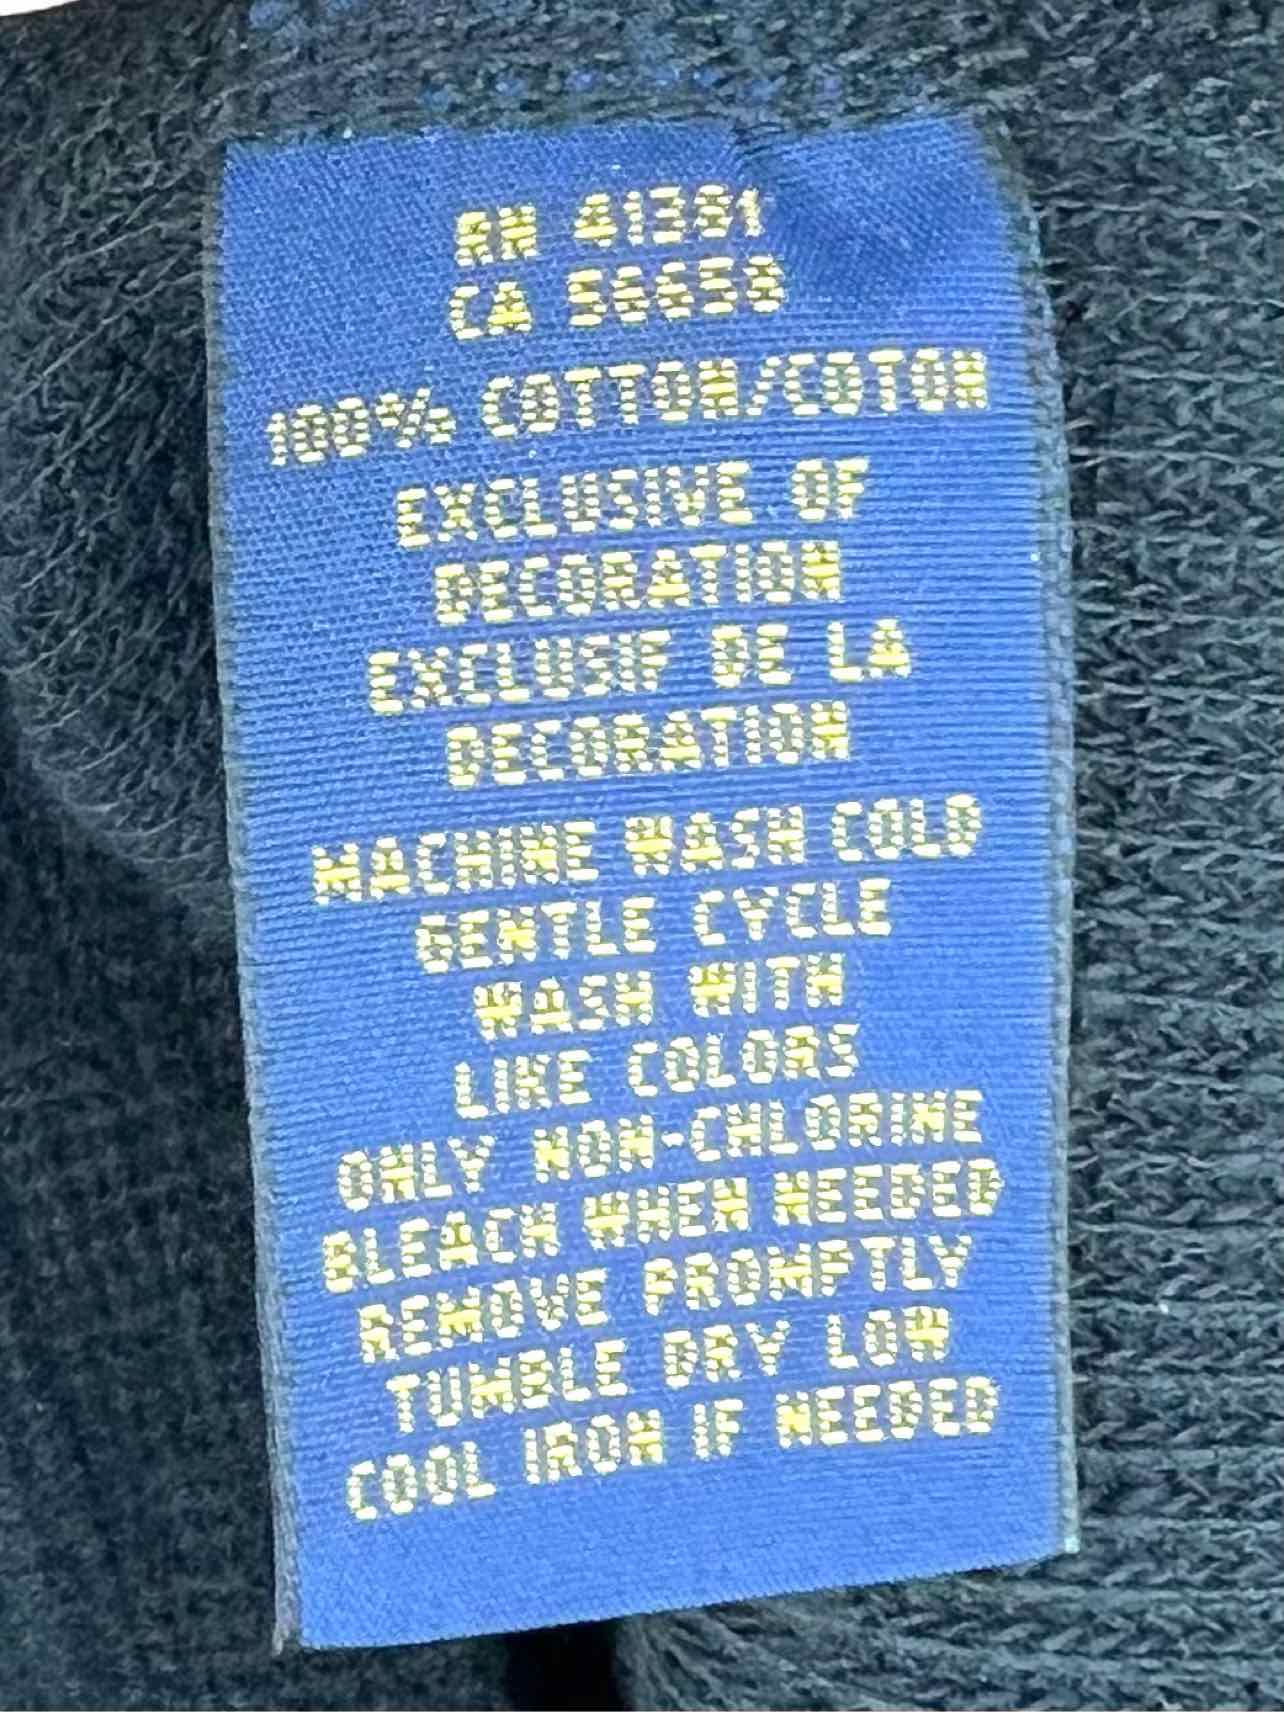 RN 41381
CA 56650
100% COTTON/COTON
EXCLUSIVE OF
DECORATION
EXCLUSIF DE LA
DECORATION
MACHINE WASH COLD
GENTLE CYCLE
WASH WITH
LIKE COLORS
ONLY NON-CHLORINE
BLEACH WHEN NEEDED
REMOVE PROMPTLY
TUMBLE DRY LOW
COOL IRON IF NEEDED